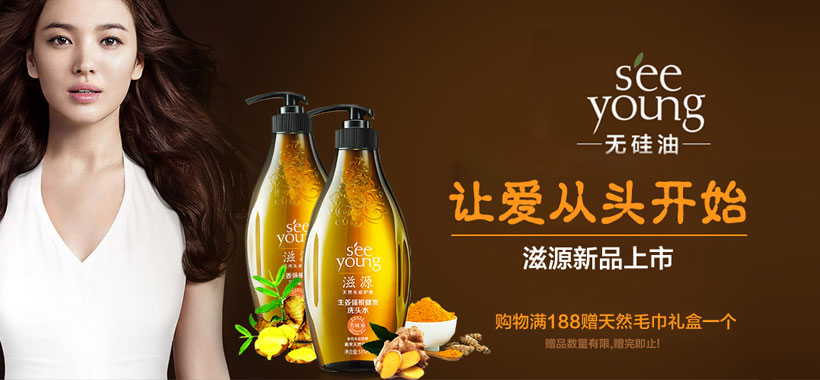 see
young
滋源
生姜强根健发
洗头水
see
young
无硅油
让爱从头开始
滋源新品上市
购物满188赠天然毛巾礼盒一个
赠品数量有限,赠完即止!